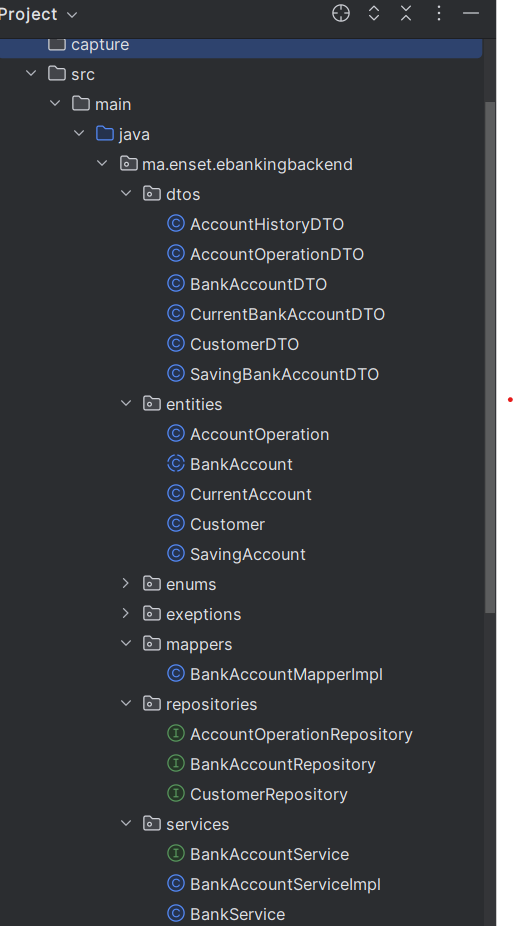 Project
capture
src
main
java
ma.enset.ebankingbackend
dtos
AccountHistoryDTO
AccountOperationDTO
BankAccountDTO
CurrentBankAccountDTO
CustomerDTO
SavingBankAccountDTO
entities
AccountOperation
BankAccount
CurrentAccount
Customer
SavingAccount
enums
exeptions
mappers
BankAccountMapperImpl
repositories
AccountOperationRepository
BankAccountRepository
CustomerRepository
services
BankAccountService
BankAccountServiceImpl
BankService